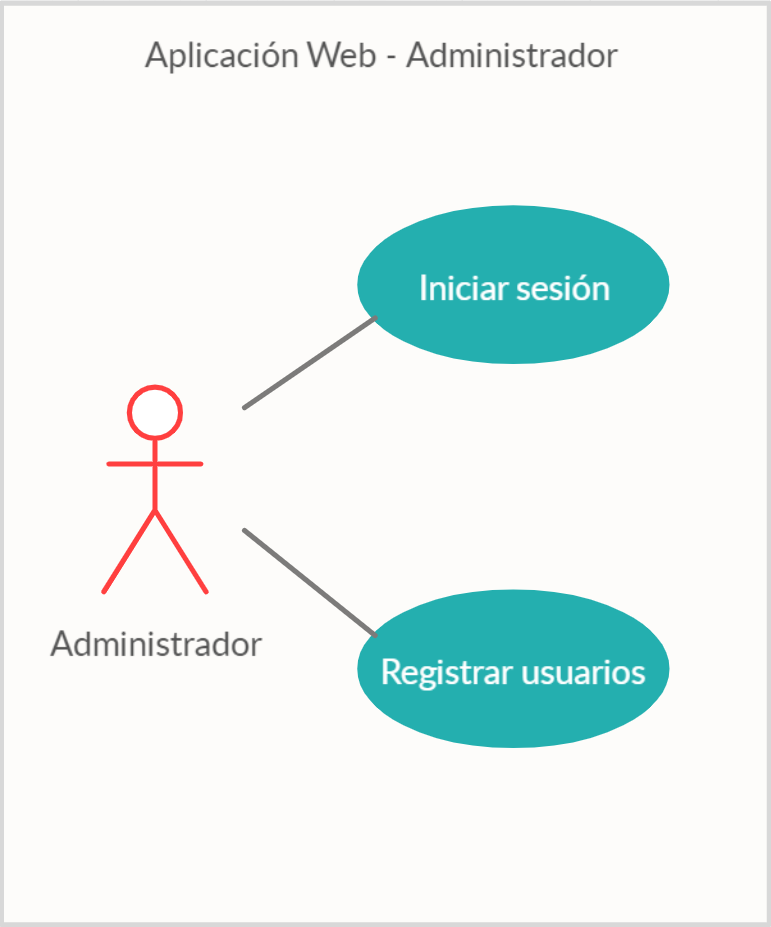 Aplicación Web - Administrador
Iniciar sesión
Administrador
Registrar usuarios